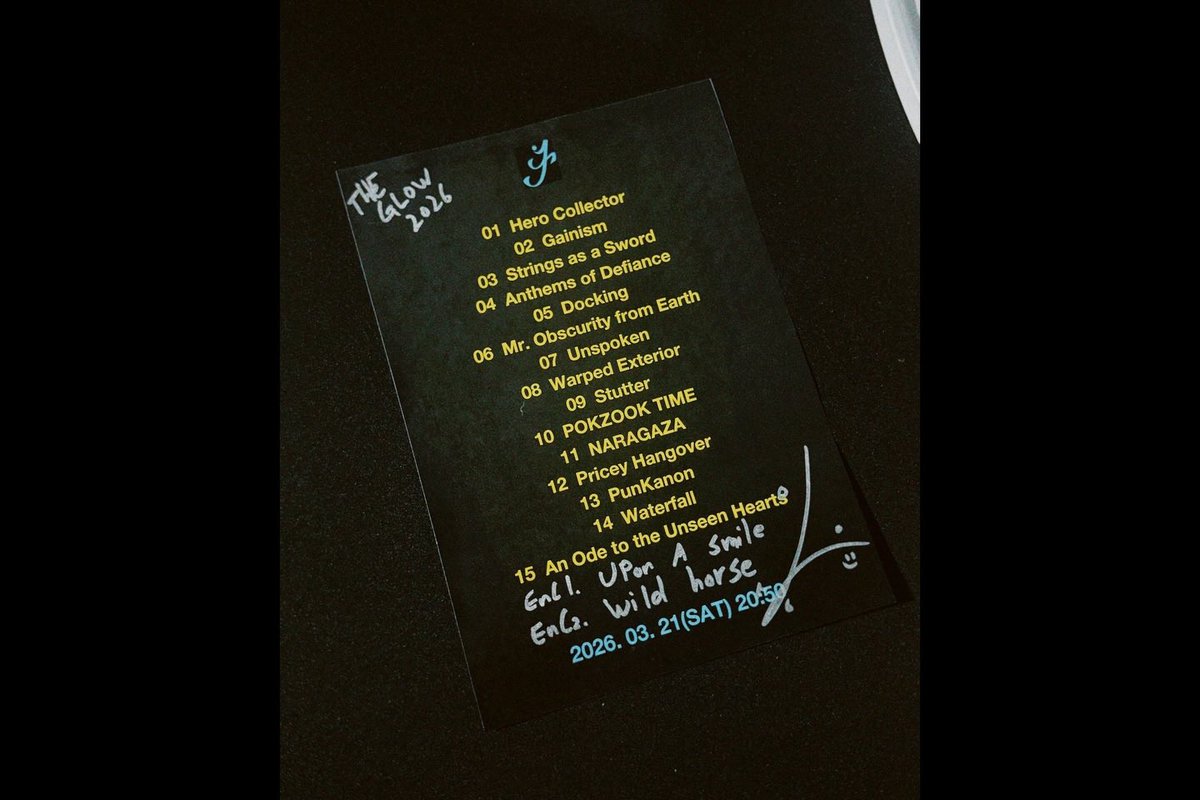 THE
GLOW
2026
01 Hero Collector
02 Gainism
03 Strings as a Sword
04 Anthems of Defiance
05 Docking
06 Mr. Obscurity from Earth
07 Unspoken
08 Warped Exterior
09 Stutter
10 POKZOOK TIME
11 NARAGAZA
12 Pricey Hangover
13 PunKanon
14 Waterfall
15 An Ode to the Unseen Hearts
EnC1. UPon A smile
EnC2. Wild horse
2026. 03. 21(SAT) 20:50